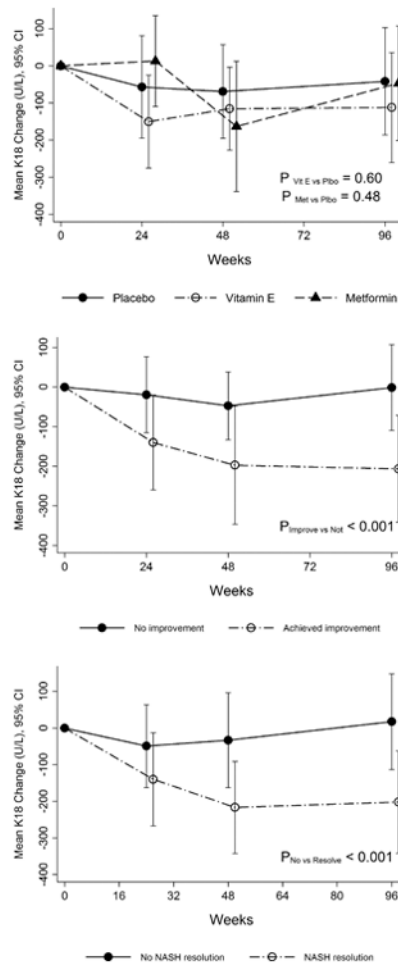 Mean K18 Change (U/L), 95% CI
100
0
-100
-200
-300
-400
P Vit E vs Plbo = 0.60
P Met vs Plbo = 0.48
0 24 48 72 96
Weeks
Placebo Vitamin E Metformin
Mean K18 Change (U/L), 95% CI
100
0
-100
-200
-300
-400
P Improve vs Not < 0.001
0 24 48 72 96
Weeks
No improvement Achieved improvement
Mean K18 Change (U/L), 95% CI
100
0
-100
-200
-300
-400
P No vs Resolve < 0.001
0 16 32 48 64 80 96
Weeks
No NASH resolution NASH resolution